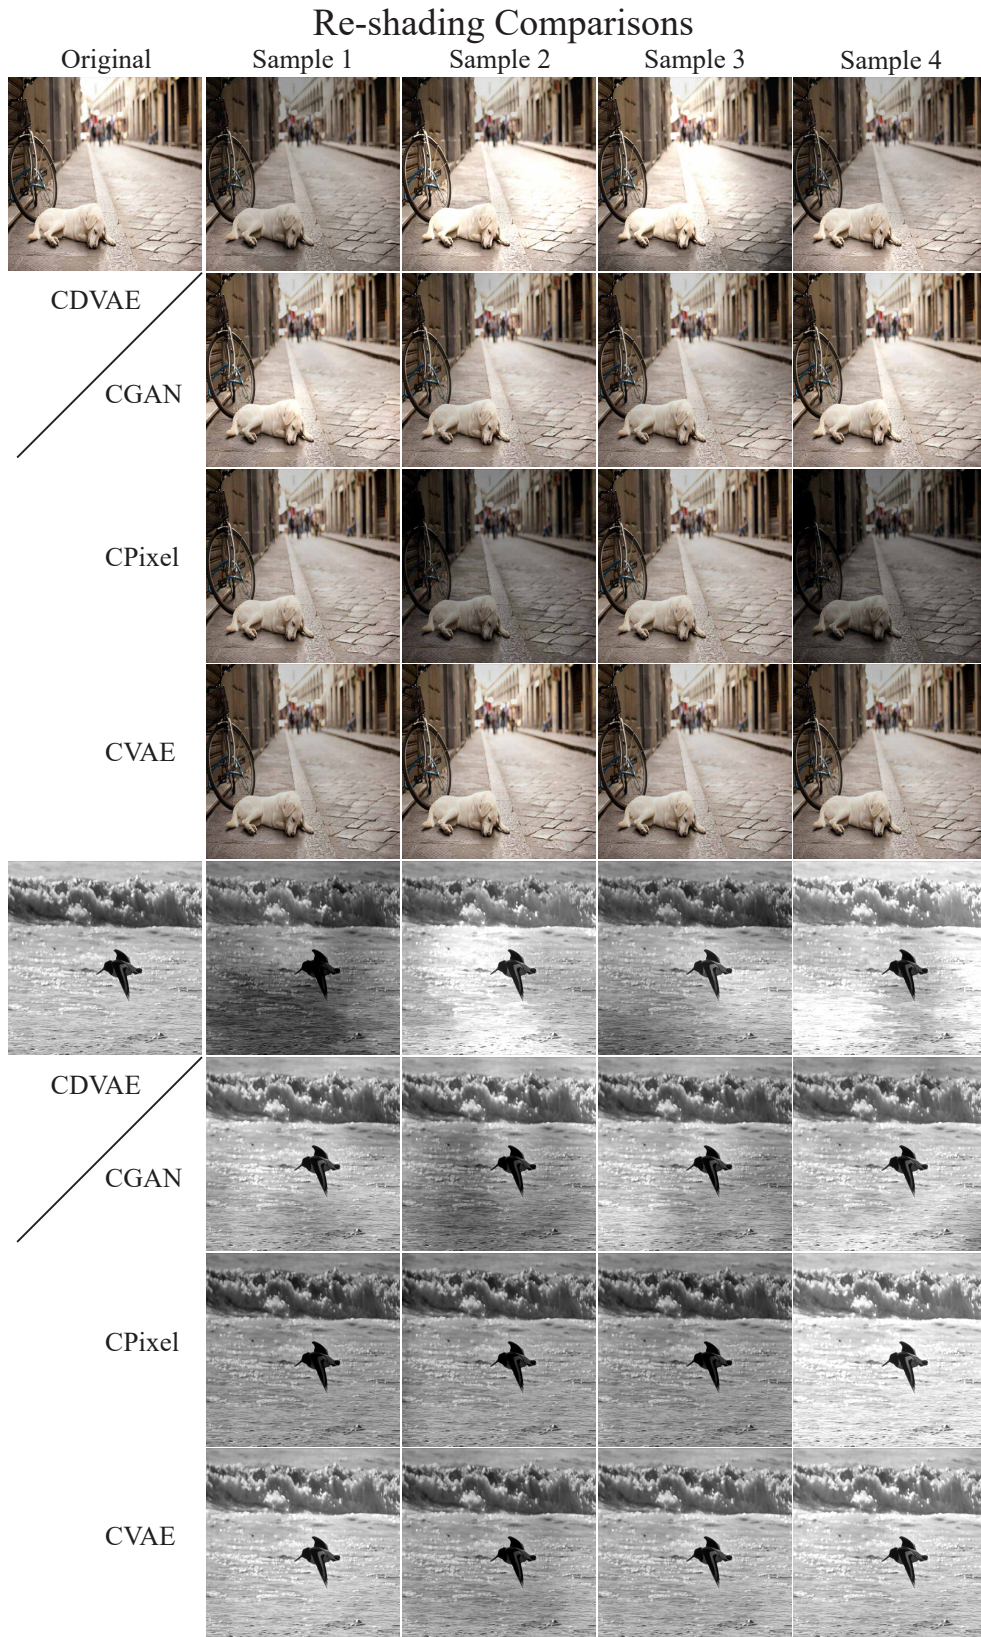 Re-shading Comparisons
Original Sample 1 Sample 2 Sample 3 Sample 4
CDVAE
CGAN
CPixel
CVAE
CDVAE
CGAN
CPixel
CVAE